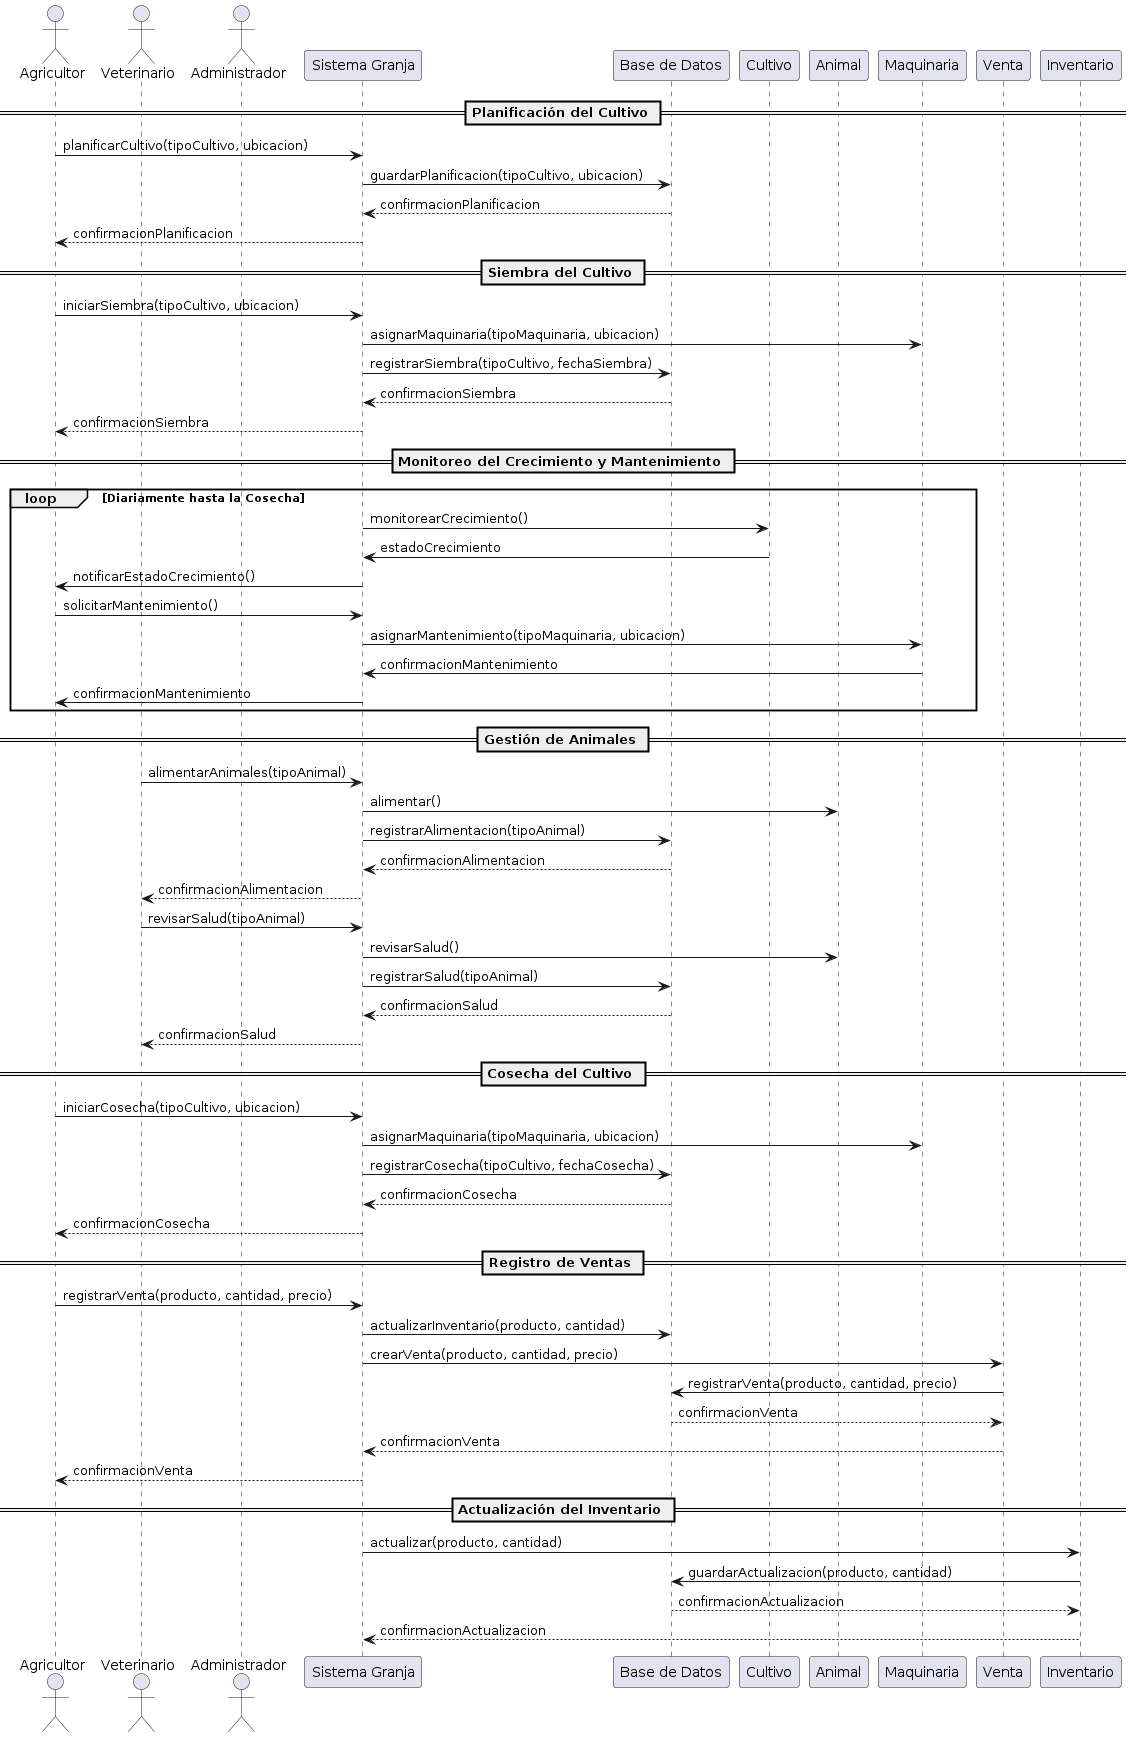 Agricultor
Veterinario
Administrador
Sistema Granja
Base de Datos
Cultivo
Animal
Maquinaria
Venta
Inventario
Planificación del Cultivo
planificarCultivo(tipoCultivo, ubicacion)
guardarPlanificacion(tipoCultivo, ubicacion)
confirmacionPlanificacion
confirmacionPlanificacion
Siembra del Cultivo
iniciarSiembra(tipoCultivo, ubicacion)
asignarMaquinaria(tipoMaquinaria, ubicacion)
registrarSiembra(tipoCultivo, fechaSiembra)
confirmacionSiembra
confirmacionSiembra
Monitoreo del Crecimiento y Mantenimiento
loop [Diariamente hasta la Cosecha]
monitorearCrecimiento()
estadoCrecimiento
notificarEstadoCrecimiento()
solicitarMantenimiento()
asignarMantenimiento(tipoMaquinaria, ubicacion)
confirmacionMantenimiento
confirmacionMantenimiento
Gestión de Animales
alimentarAnimales(tipoAnimal)
alimentar()
registrarAlimentacion(tipoAnimal)
confirmacionAlimentacion
confirmacionAlimentacion
revisarSalud(tipoAnimal)
revisarSalud()
registrarSalud(tipoAnimal)
confirmacionSalud
confirmacionSalud
Cosecha del Cultivo
iniciarCosecha(tipoCultivo, ubicacion)
asignarMaquinaria(tipoMaquinaria, ubicacion)
registrarCosecha(tipoCultivo, fechaCosecha)
confirmacionCosecha
confirmacionCosecha
Registro de Ventas
registrarVenta(producto, cantidad, precio)
actualizarInventario(producto, cantidad)
crearVenta(producto, cantidad, precio)
registrarVenta(producto, cantidad, precio)
confirmacionVenta
confirmacionVenta
confirmacionVenta
Actualización del Inventario
actualizar(producto, cantidad)
guardarActualizacion(producto, cantidad)
confirmacionActualizacion
confirmacionActualizacion
Agricultor
Veterinario
Administrador
Sistema Granja
Base de Datos
Cultivo
Animal
Maquinaria
Venta
Inventario